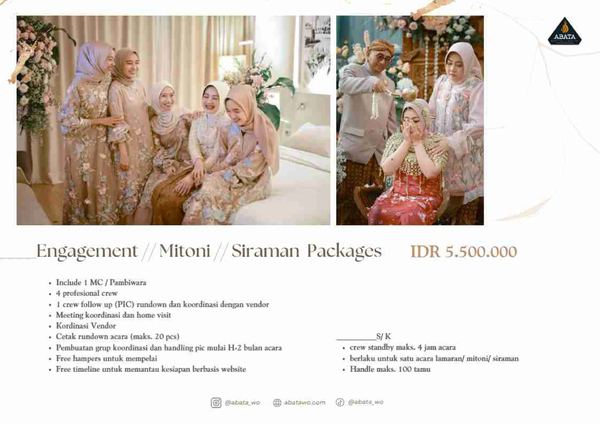 ABATA
Engagement // Mitoni // Siraman Packages
IDR 5.500.000
Include 1 MC / Pambiwara
4 profesional crew
1 crew follow up (PIC) rundown dan koordinasi dengan vendor
Meeting koordinasi dan home visit
Kordinasi Vendor
Cetak rundown acara (maks. 20 pcs)
Pembuatan grup koordinasi dan handling pic mulai H-2 bulan acara
Free hampers untuk mempelai
Free timeline untuk memantau kesiapan berbasis website
S/ K
crew standby maks. 4 jam acara
berlaku untuk satu acara lamaran/ mitoni/ siraman
Handle maks. 100 tamu
@abata_wo
abatawo.com
@abata_wo